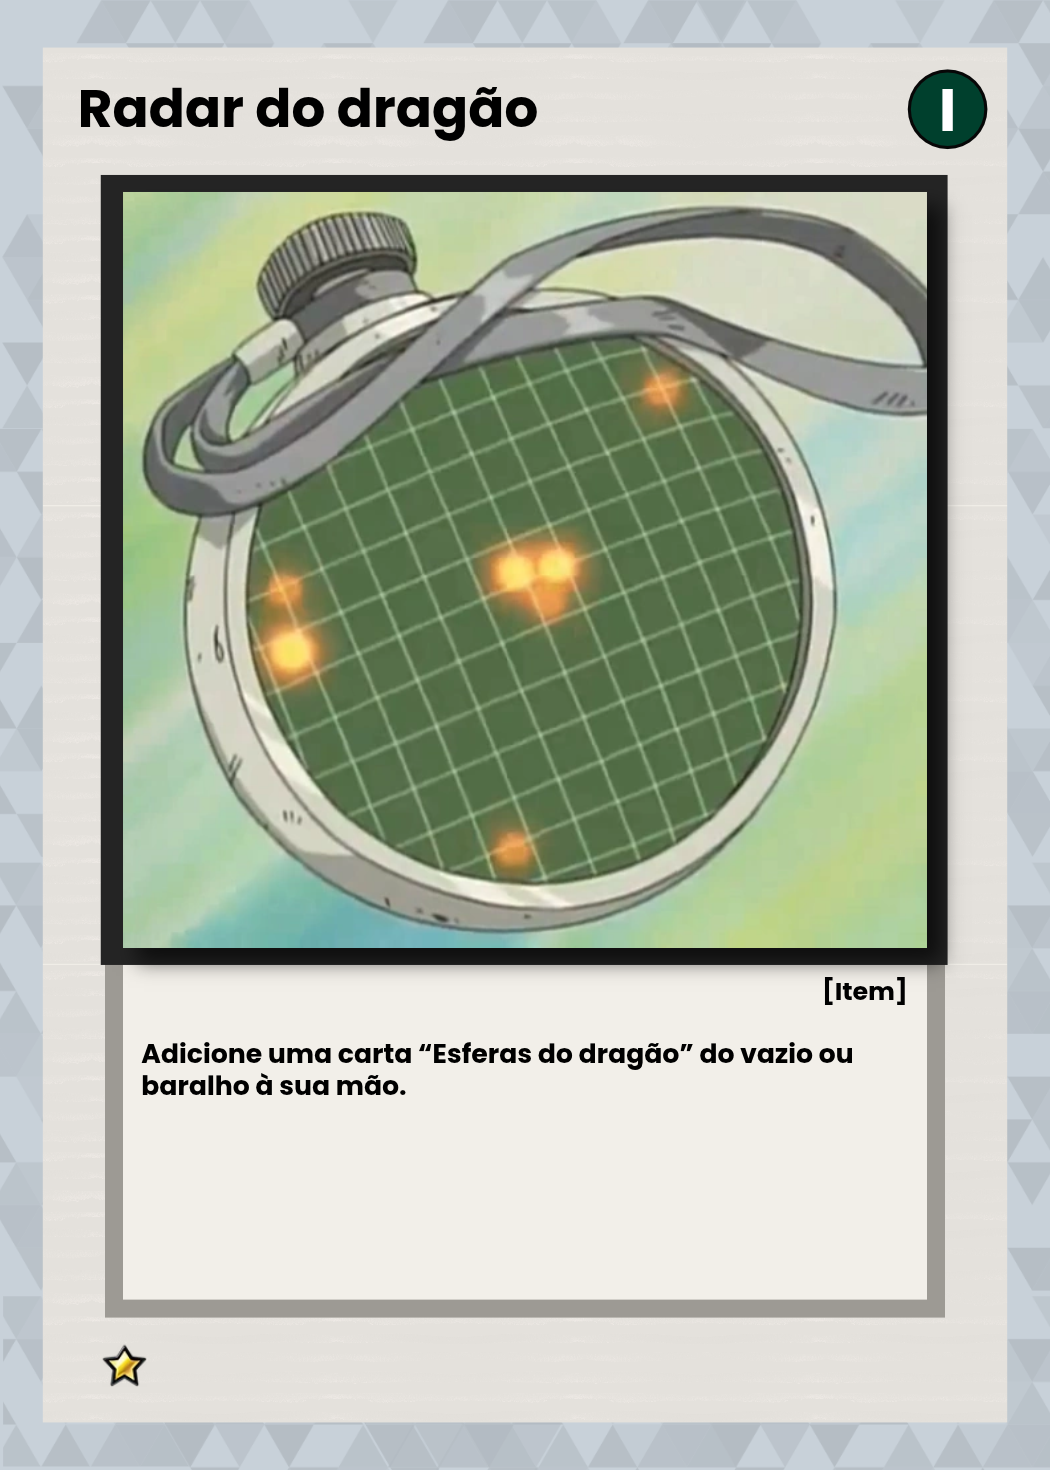 Radar do dragão
I
[Item]
Adicione uma carta “Esferas do dragão” do vazio ou
baralho à sua mão.